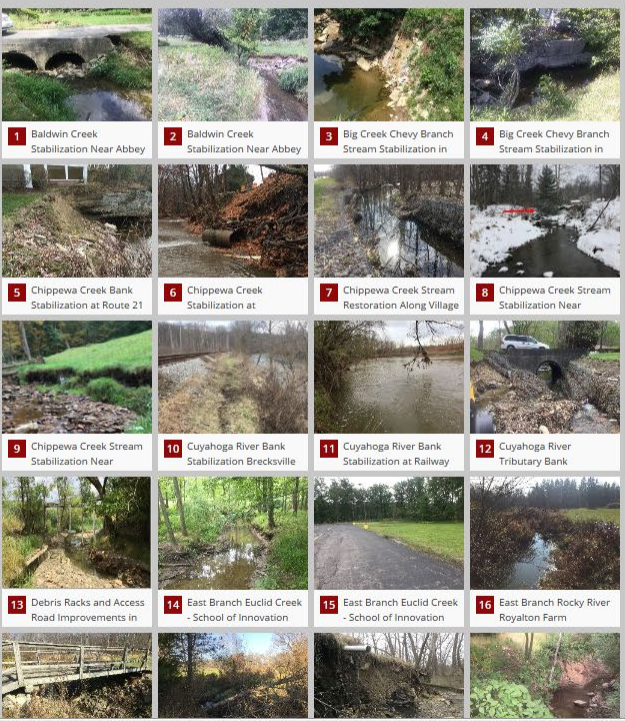 1 Baldwin Creek
Stabilization Near Abbey
2 Baldwin Creek
Stabilization Near Abbey
3 Big Creek Chevy Branch
Stream Stabilization in
4 Big Creek Chevy Branch
Stream Stabilization in
5 Chippewa Creek Bank
Stabilization at Route 21
6 Chippewa Creek
Stabilization at
7 Chippewa Creek Stream
Restoration Along Village
8 Chippewa Creek Stream
Stabilization Near
9 Chippewa Creek Stream
Stabilization Near
10 Cuyahoga River Bank
Stabilization Brecksville
11 Cuyahoga River Bank
Stabilization at Railway
12 Cuyahoga River
Tributary Bank
13 Debris Racks and Access
Road Improvements in
14 East Branch Euclid Creek
- School of Innovation
15 East Branch Euclid Creek
- School of Innovation
16 East Branch Rocky River
Royalton Farm